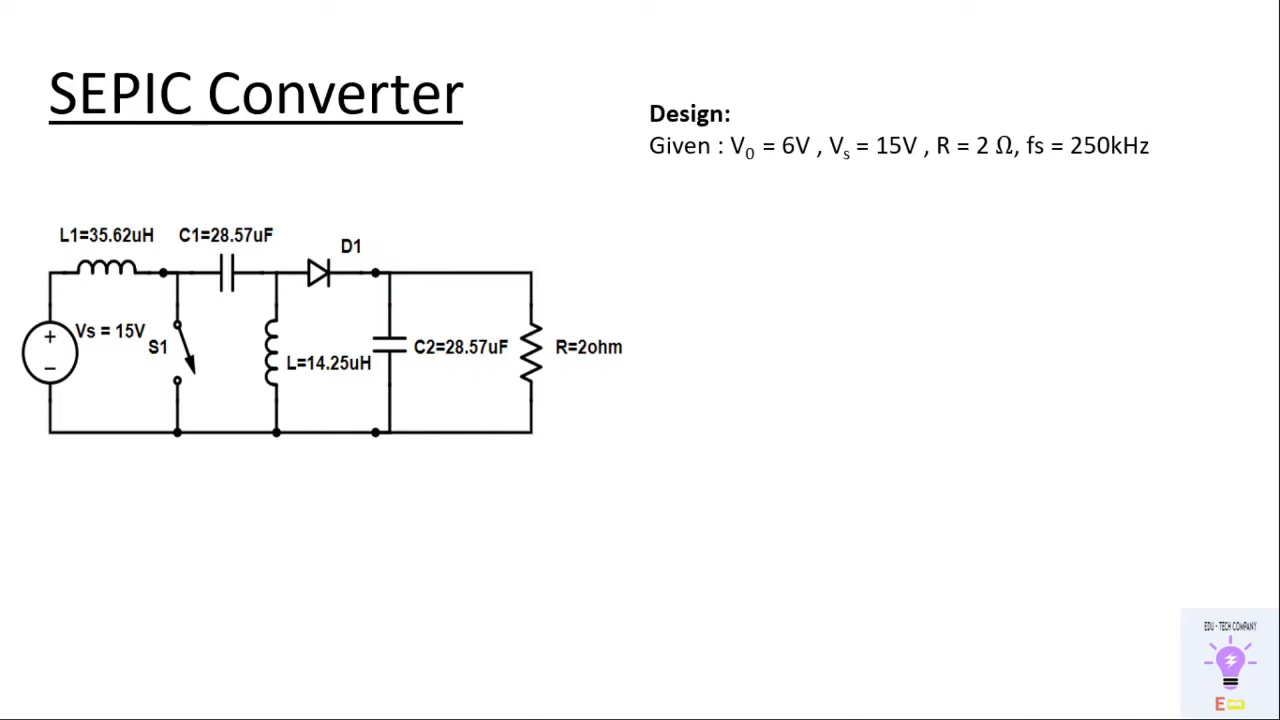 SEPIC Converter
Design:
Given : V₀ = 6V , Vₛ = 15V , R = 2 Ω, fs = 250kHz
L1=35.62uH
C1=28.57uF
D1
+
Vs = 15V
−
S1
L=14.25uH
C2=28.57uF
R=2ohm
EDU - TECH COMPANY
E